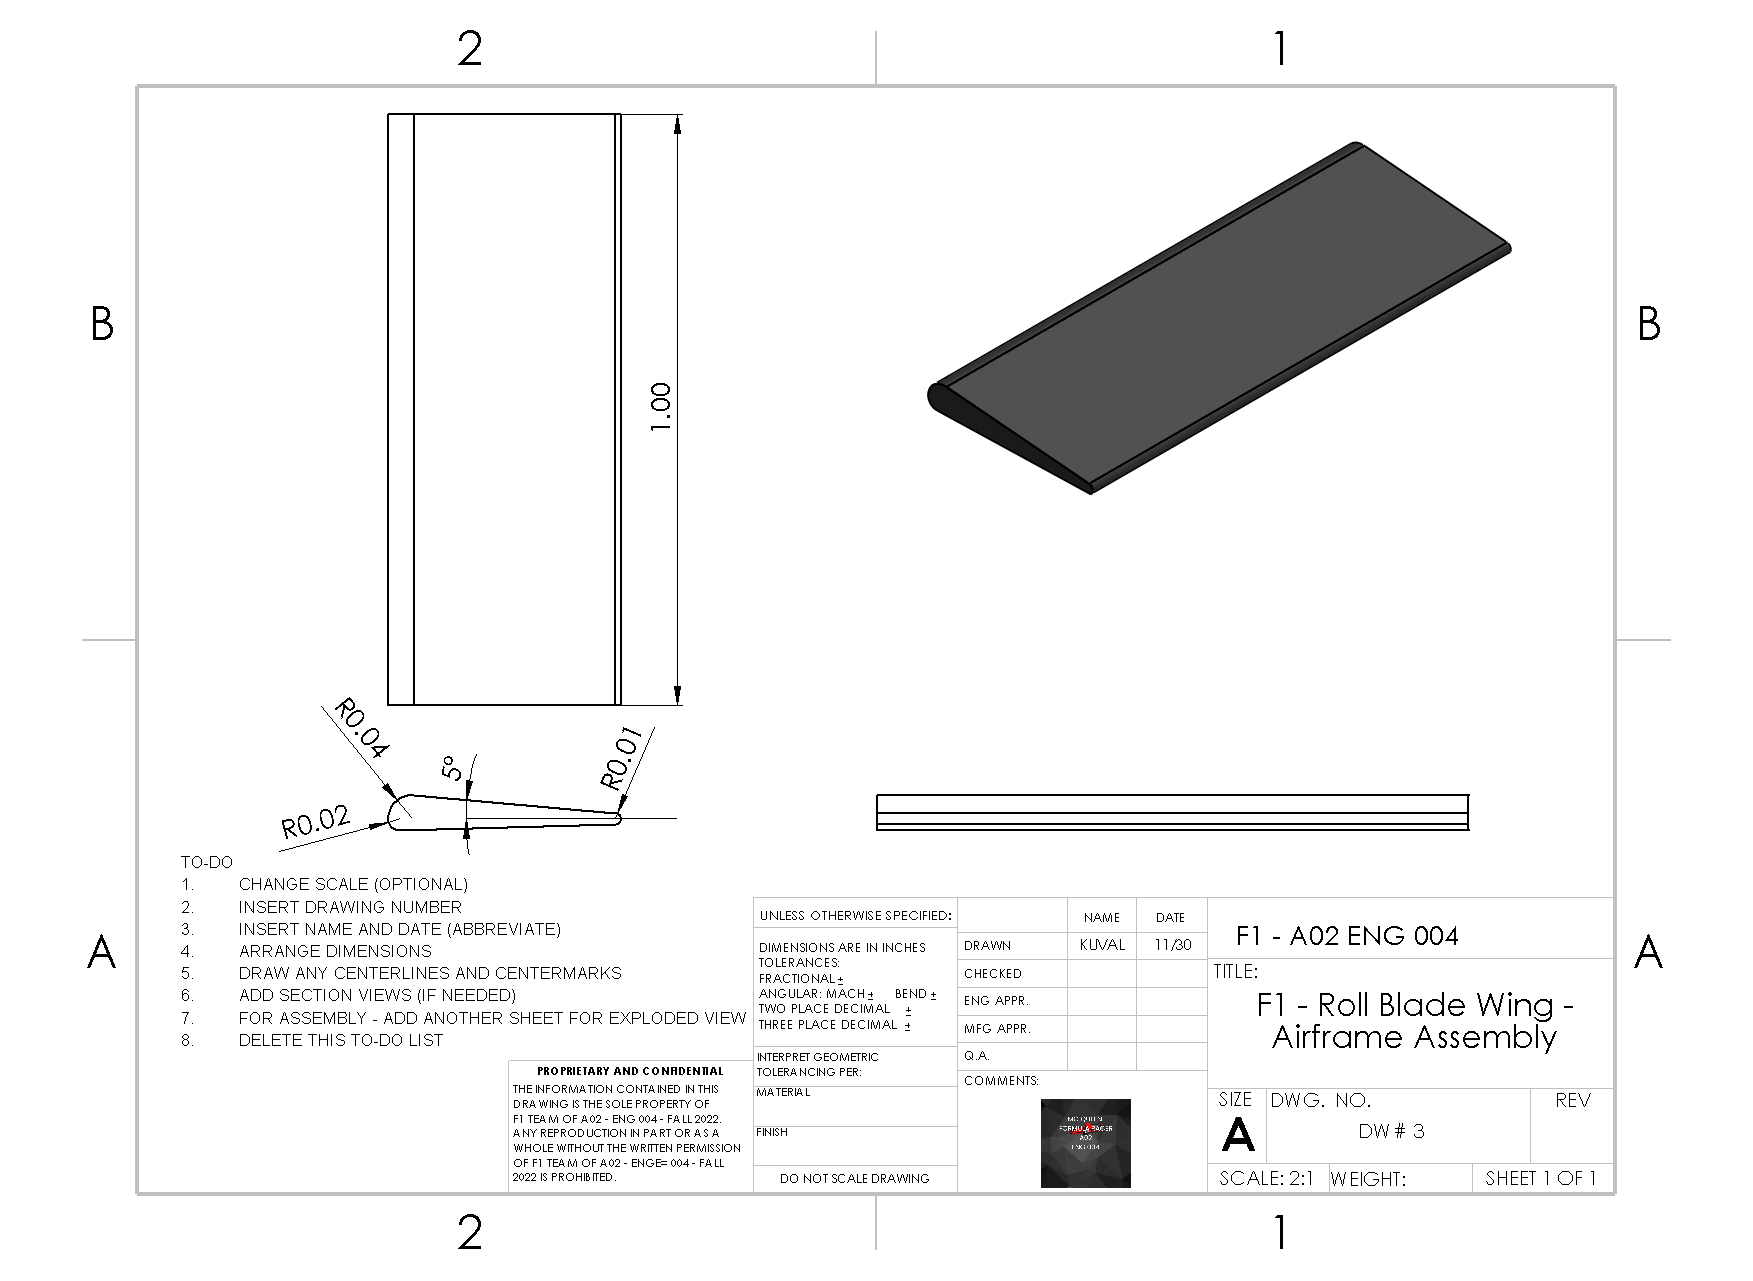 2
1
B
B
1.00
R0.04
5°
R0.01
R0.02
TO-DO
1. CHANGE SCALE (OPTIONAL)
2. INSERT DRAWING NUMBER
3. INSERT NAME AND DATE (ABBREVIATE)
4. ARRANGE DIMENSIONS
5. DRAW ANY CENTERLINES AND CENTERMARKS
6. ADD SECTION VIEWS (IF NEEDED)
7. FOR ASSEMBLY - ADD ANOTHER SHEET FOR EXPLODED VIEW
8. DELETE THIS TO-DO LIST
A
A
PROPRIETARY AND CONFIDENTIAL
THE INFORMATION CONTAINED IN THIS
DRAWING IS THE SOLE PROPERTY OF
F1 TEAM OF A02 - ENG 004 - FALL 2022.
ANY REPRODUCTION IN PART OR AS A
WHOLE WITHOUT THE WRITTEN PERMISSION
OF F1 TEAM OF A02 - ENGE= 004 - FALL
2022 IS PROHIBITED.
UNLESS OTHERWISE SPECIFIED:
DIMENSIONS ARE IN INCHES
TOLERANCES:
FRACTIONAL ±
ANGULAR: MACH ± BEND ±
TWO PLACE DECIMAL ±
THREE PLACE DECIMAL ±
INTERPRET GEOMETRIC
TOLERANCING PER:
MATERIAL
FINISH
DO NOT SCALE DRAWING
NAME DATE
DRAWN KUVAL 11/30
CHECKED
ENG APPR.
MFG APPR.
Q.A.
COMMENTS:
MC QUEEN
FORMULA RACER
A02
ENG 004
F1 - A02 ENG 004
TITLE:
F1 - Roll Blade Wing -
Airframe Assembly
SIZE DWG. NO. REV
A DW # 3
SCALE: 2:1 WEIGHT: SHEET 1 OF 1
2
1